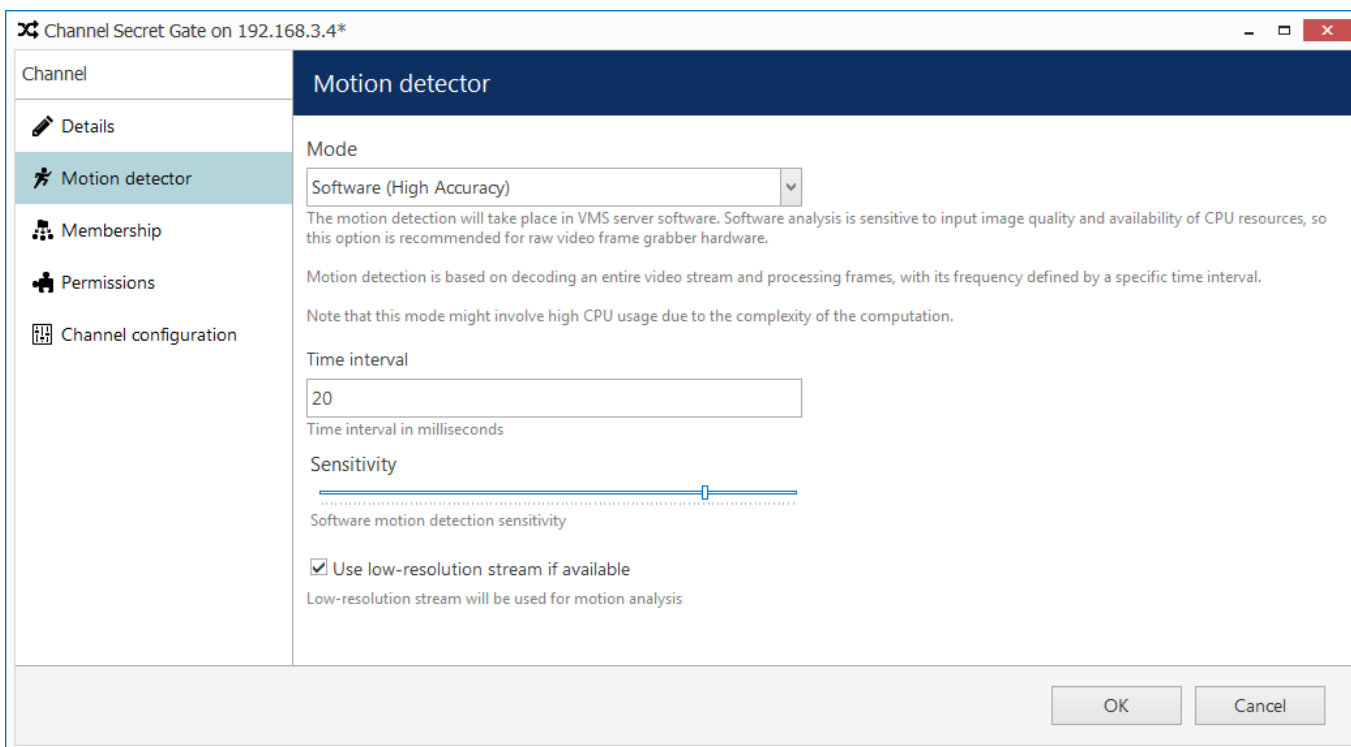 Channel Secret Gate on 192.168.3.4*
Channel
Details
Motion detector
Membership
Permissions
Channel configuration
Motion detector
Mode
Software (High Accuracy)
The motion detection will take place in VMS server software. Software analysis is sensitive to input image quality and availability of CPU resources, so
this option is recommended for raw video frame grabber hardware.
Motion detection is based on decoding an entire video stream and processing frames, with its frequency defined by a specific time interval.
Note that this mode might involve high CPU usage due to the complexity of the computation.
Time interval
20
Time interval in milliseconds
Sensitivity
Software motion detection sensitivity
Use low-resolution stream if available
Low-resolution stream will be used for motion analysis
OK
Cancel